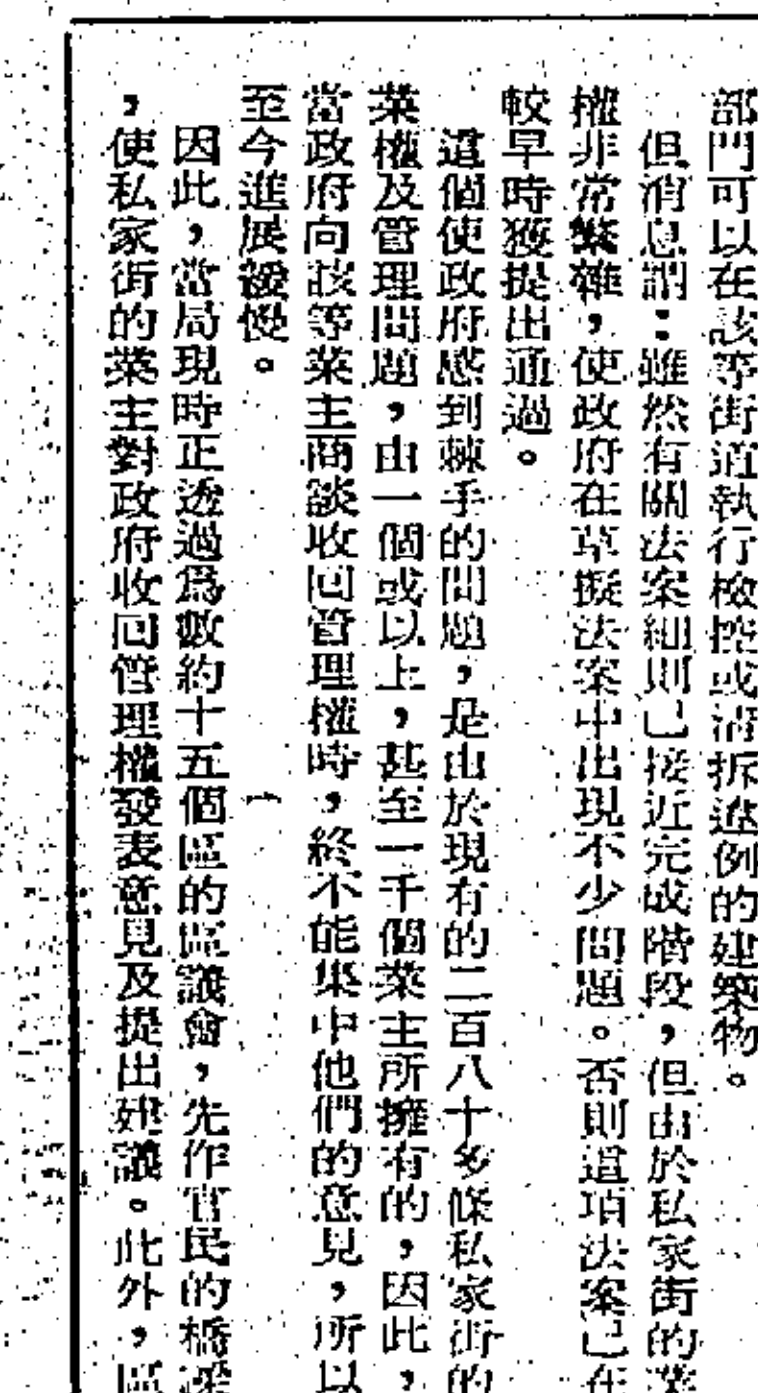 部門可以在該等街道執行檢控或清拆違例的建築物。
但消息謂：雖然有關法案細則已接近完成階段，但由於私家街的業
權非常繁雜，使政府在草擬法案中出現不少問題。否則這項法案已在
較早時獲提出通過。
這個使政府感到棘手的問題，是由於現有的二百八十多條私家街的
業權及管理問題，由一個或以上，甚至一千個業主所擁有的，因此，
當政府向該等業主商談收回管理權時，終不能集中他們的意見，所以
至今進展緩慢。
因此，當局現時正透過爲數約十五個區的區議會，先作官民的橋樑
，使私家街的業主對政府收回管理權發表意見及提出建議。此外，區